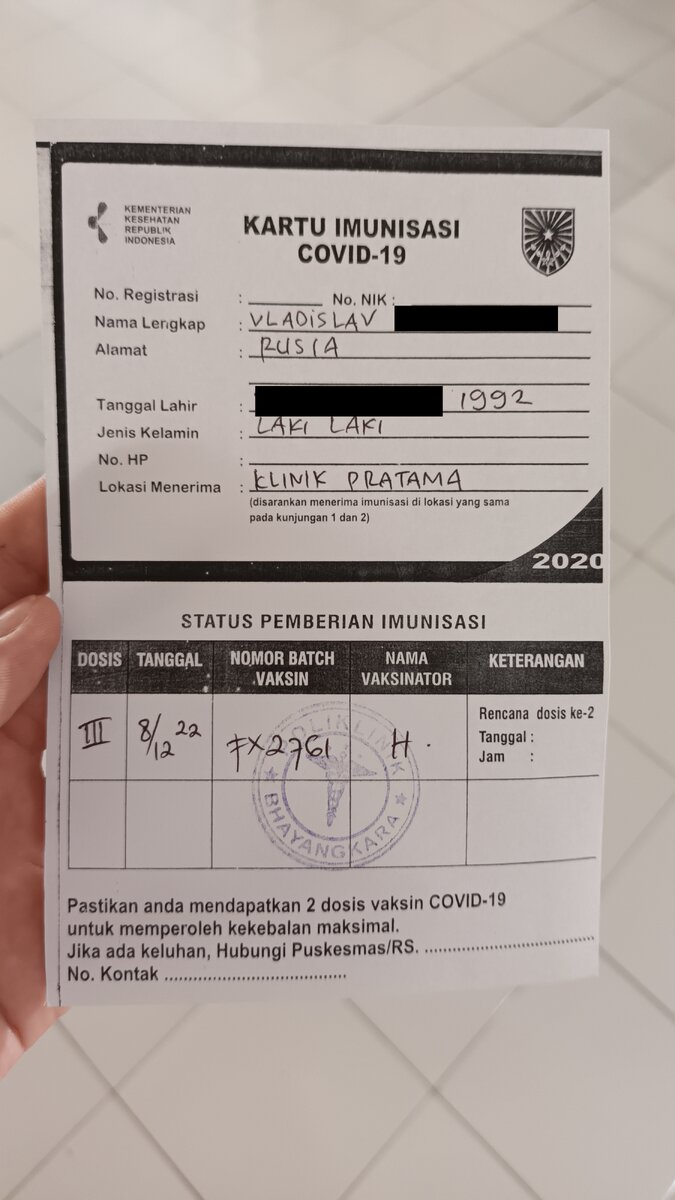 KEMENTERIAN
KESEHATAN
REPUBLIK
INDONESIA
KARTU IMUNISASI
COVID-19
No. Registrasi : No. NIK :
Nama Lengkap : VLADISLAV
Alamat : RUSIA
Tanggal Lahir : 1992
Jenis Kelamin : LAKI LAKI
No. HP :
Lokasi Menerima : KLINIK PRATAMA
(disarankan menerima imunisasi di lokasi yang sama
pada kunjungan 1 dan 2)
2020
STATUS PEMBERIAN IMUNISASI
DOSIS TANGGAL NOMOR BATCH VAKSIN NAMA VAKSINATOR KETERANGAN
III 8/12 22 FX2761 H. Rencana dosis ke-2
Tanggal :
Jam :
POLIKLINIK
BHAYANGKARA
Pastikan anda mendapatkan 2 dosis vaksin COVID-19
untuk memperoleh kekebalan maksimal.
Jika ada keluhan, Hubungi Puskesmas/RS. ................................
No. Kontak ...................................